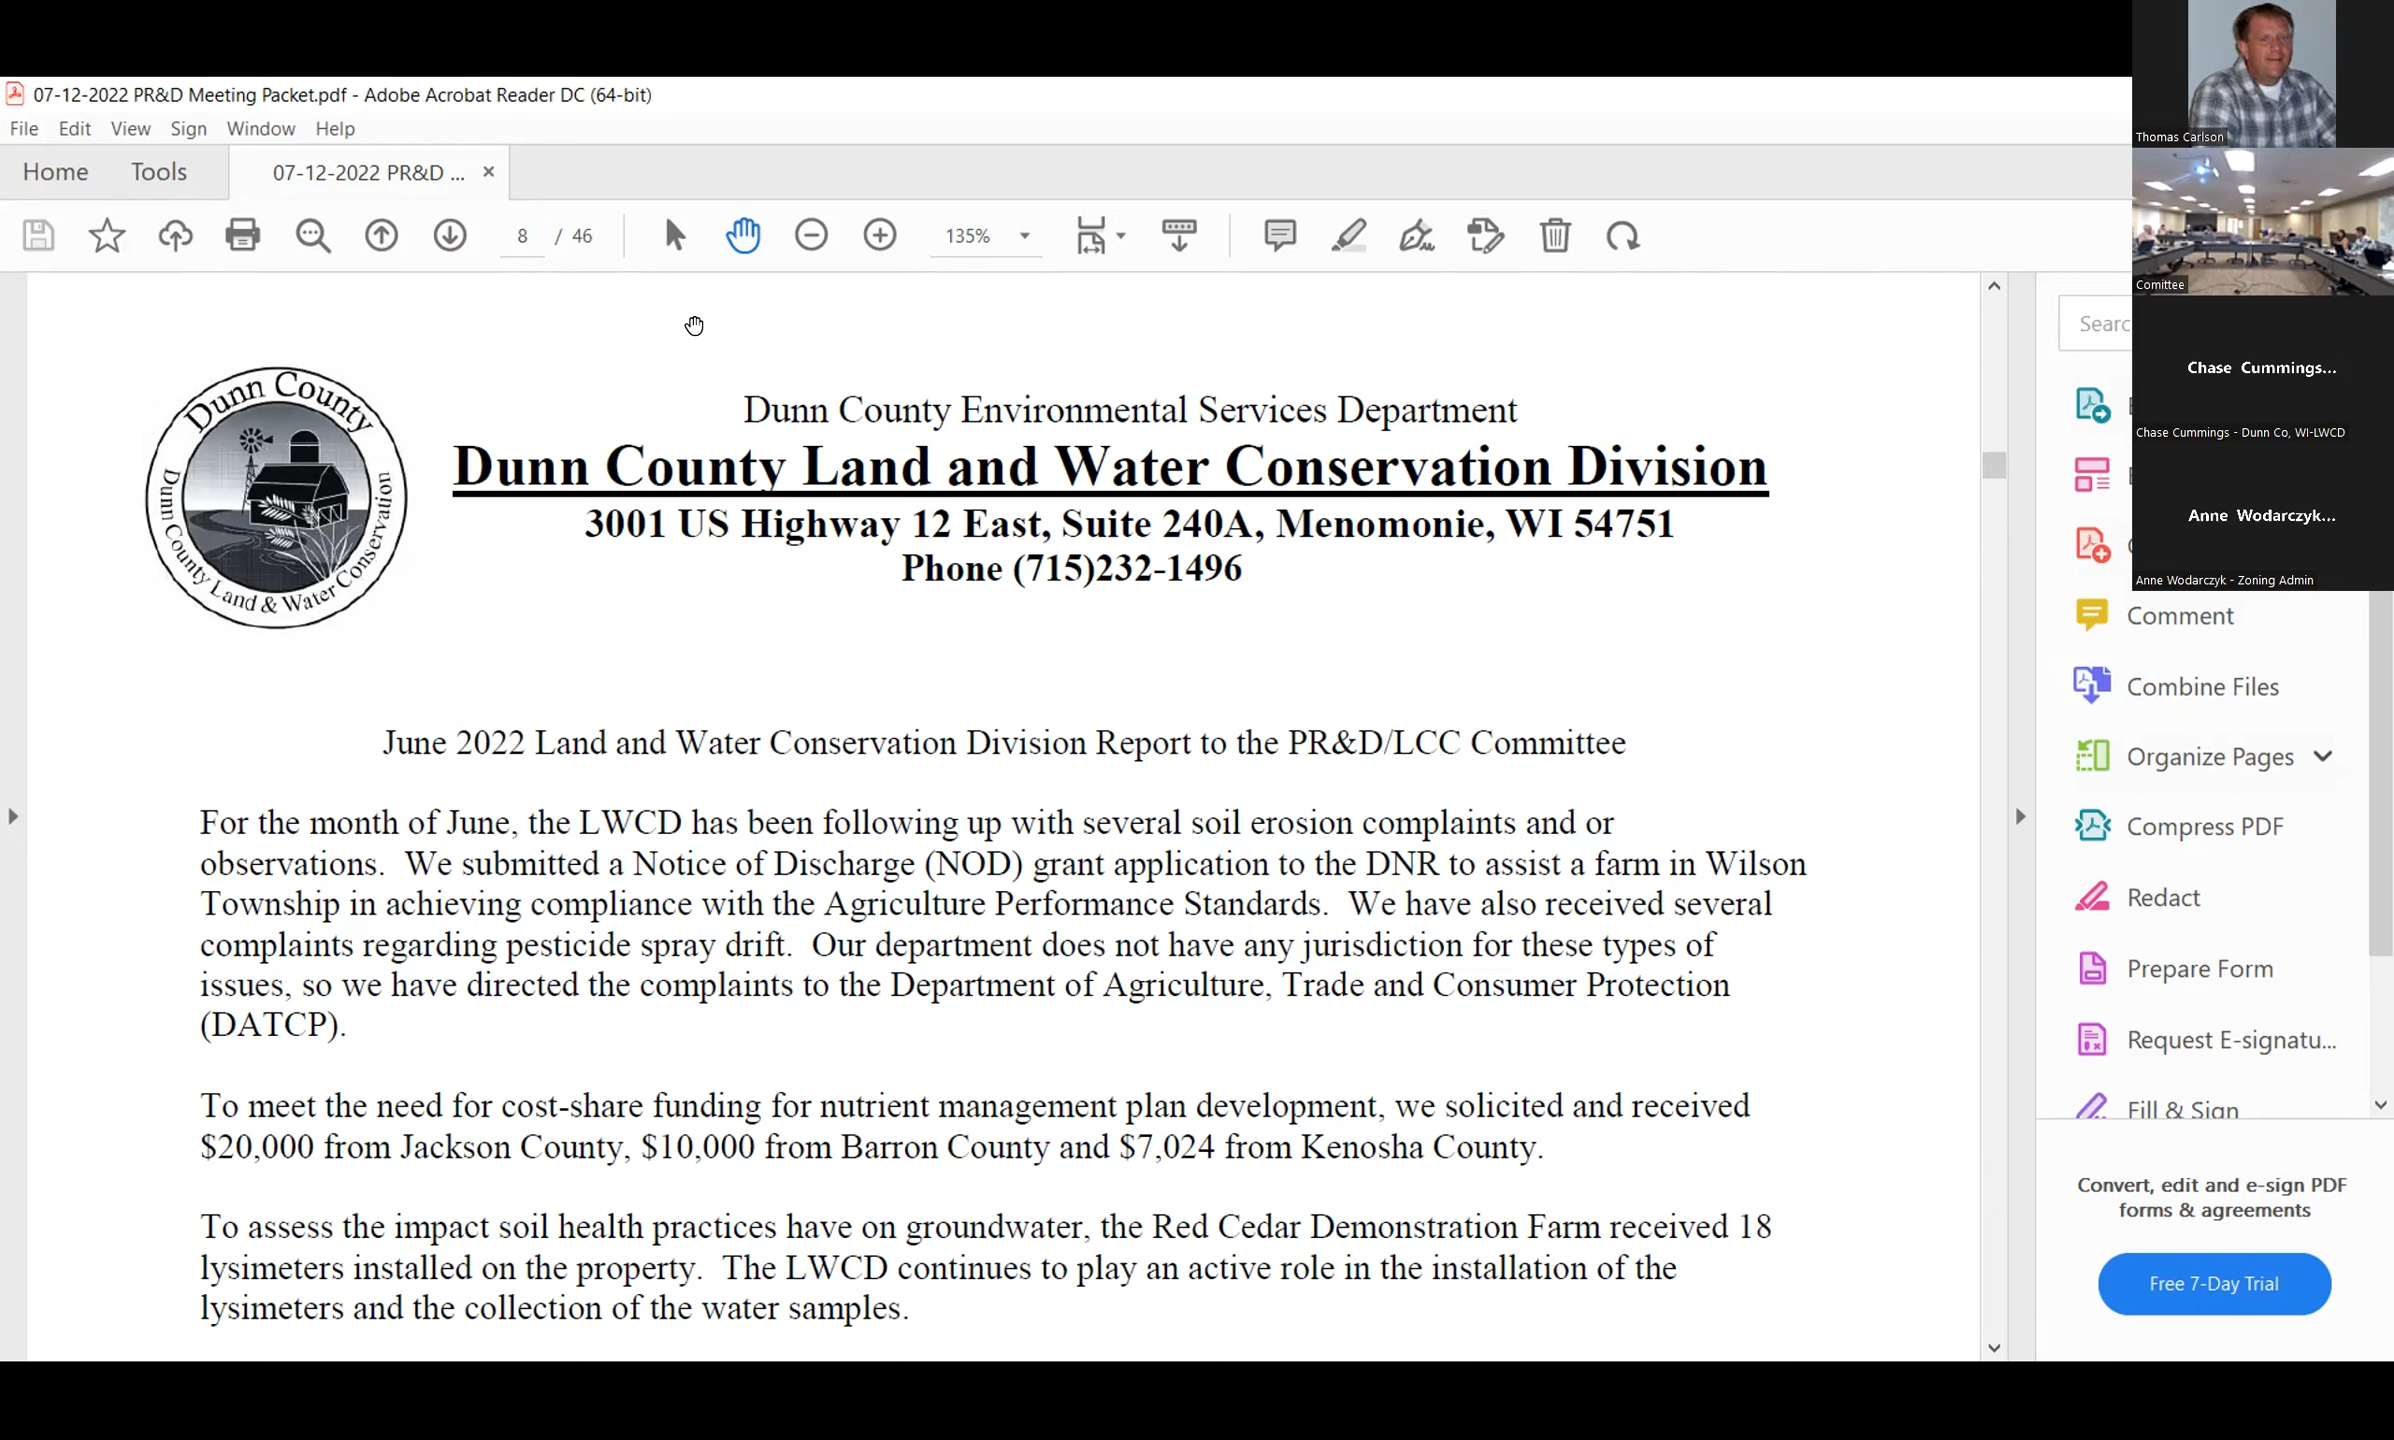 07-12-2022 PR&D Meeting Packet.pdf - Adobe Acrobat Reader DC (64-bit)
File Edit View Sign Window Help
Home Tools 07-12-2022 PR&D ... ×
8 / 46 135%
Dunn County
Dunn County Land & Water Conservation
Dunn County Environmental Services Department
Dunn County Land and Water Conservation Division
3001 US Highway 12 East, Suite 240A, Menomonie, WI 54751
Phone (715)232-1496
June 2022 Land and Water Conservation Division Report to the PR&D/LCC Committee
For the month of June, the LWCD has been following up with several soil erosion complaints and or
observations.  We submitted a Notice of Discharge (NOD) grant application to the DNR to assist a farm in Wilson
Township in achieving compliance with the Agriculture Performance Standards.  We have also received several
complaints regarding pesticide spray drift.  Our department does not have any jurisdiction for these types of
issues, so we have directed the complaints to the Department of Agriculture, Trade and Consumer Protection
(DATCP).
To meet the need for cost-share funding for nutrient management plan development, we solicited and received
$20,000 from Jackson County, $10,000 from Barron County and $7,024 from Kenosha County.
To assess the impact soil health practices have on groundwater, the Red Cedar Demonstration Farm received 18
lysimeters installed on the property.  The LWCD continues to play an active role in the installation of the
lysimeters and the collection of the water samples.
Thomas Carlson
Comittee
Chase Cummings...
Chase Cummings - Dunn Co, WI-LWCD
Anne Wodarczyk...
Anne Wodarczyk - Zoning Admin
Searc
Comment
Combine Files
Organize Pages
Compress PDF
Redact
Prepare Form
Request E-signatu...
Fill & Sign
Convert, edit and e-sign PDF
forms & agreements
Free 7-Day Trial